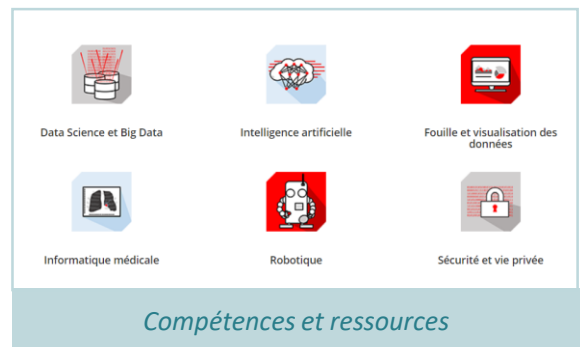 Data Science et Big Data
Intelligence artificielle
Fouille et visualisation des
données
Informatique médicale
Robotique
Sécurité et vie privée
Compétences et ressources